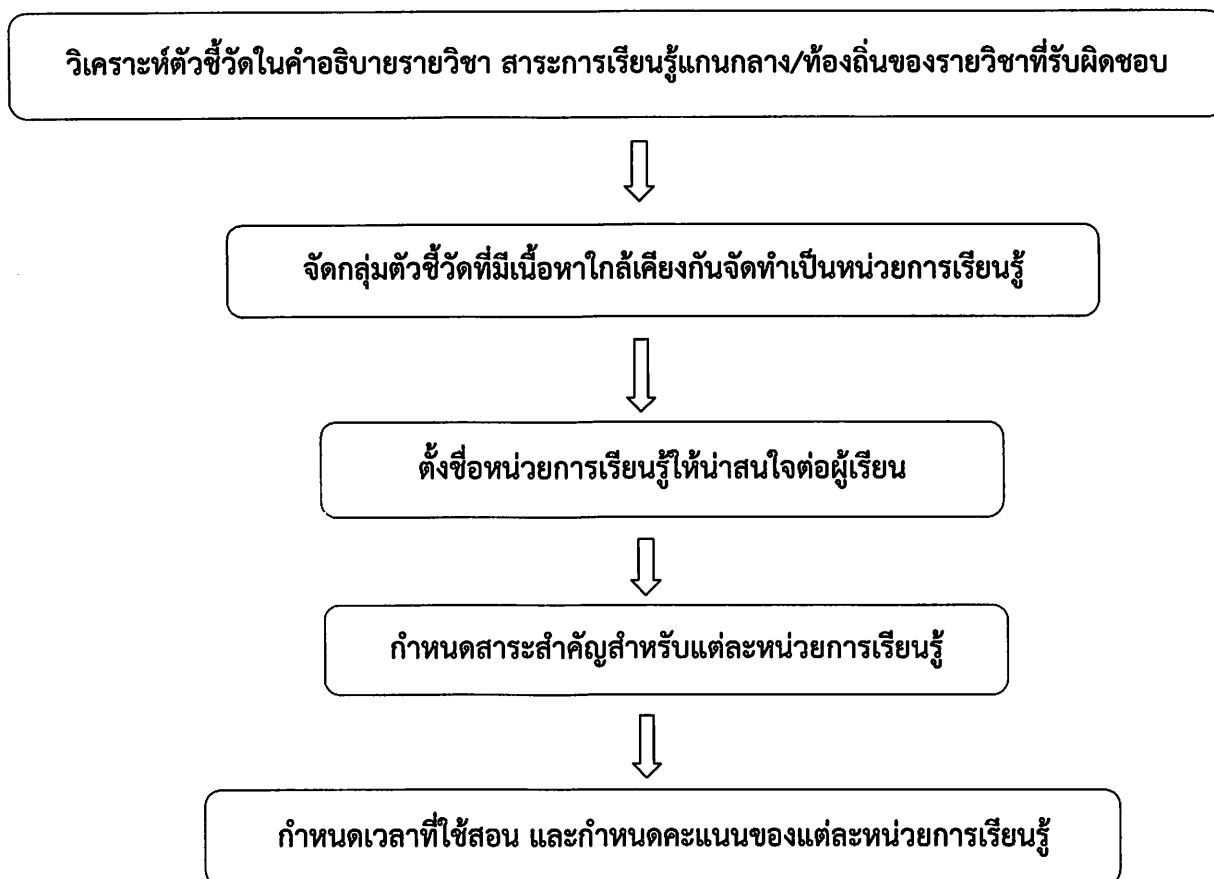 วิเคราะห์ตัวชี้วัดในคำอธิบายรายวิชา สาระการเรียนรู้แกนกลาง/ท้องถิ่นของรายวิชาที่รับผิดชอบ
จัดกลุ่มตัวชี้วัดที่มีเนื้อหาใกล้เคียงกันจัดทำเป็นหน่วยการเรียนรู้
ตั้งชื่อหน่วยการเรียนรู้ให้น่าสนใจต่อผู้เรียน
กำหนดสาระสำคัญสำหรับแต่ละหน่วยการเรียนรู้
กำหนดเวลาที่ใช้สอน และกำหนดคะแนนของแต่ละหน่วยการเรียนรู้